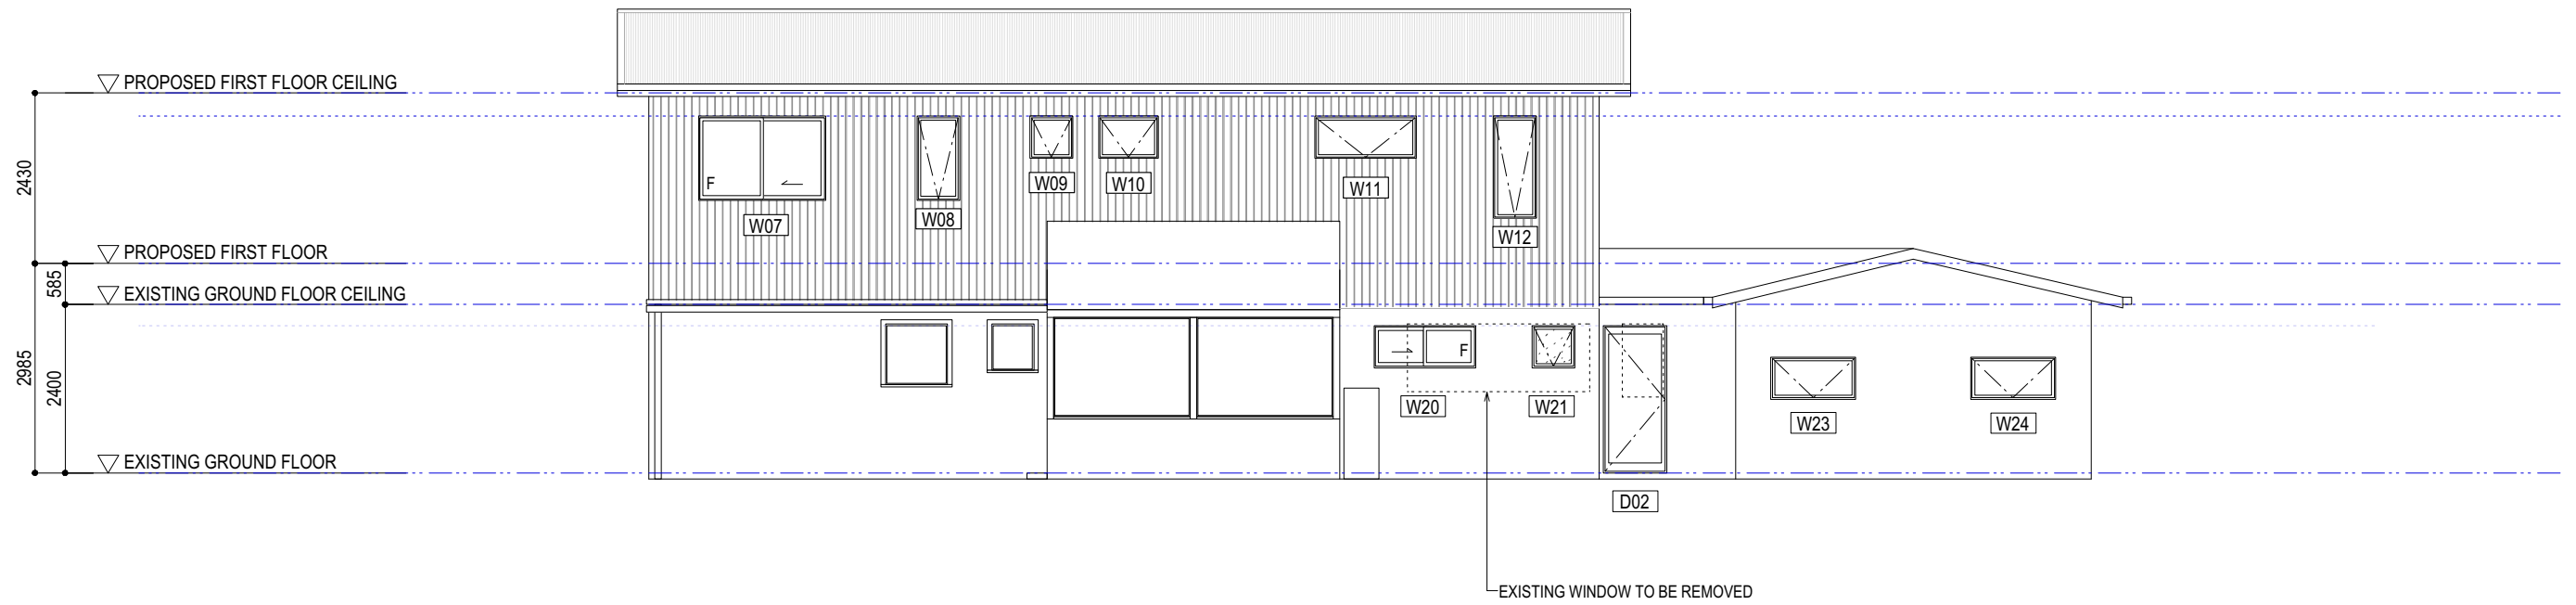 PROPOSED FIRST FLOOR CEILING
2430
F
W07
W08
W09
W10
W11
W12
PROPOSED FIRST FLOOR
585
EXISTING GROUND FLOOR CEILING
2985
2400
F
W20
W21
W23
W24
EXISTING GROUND FLOOR
D02
EXISTING WINDOW TO BE REMOVED